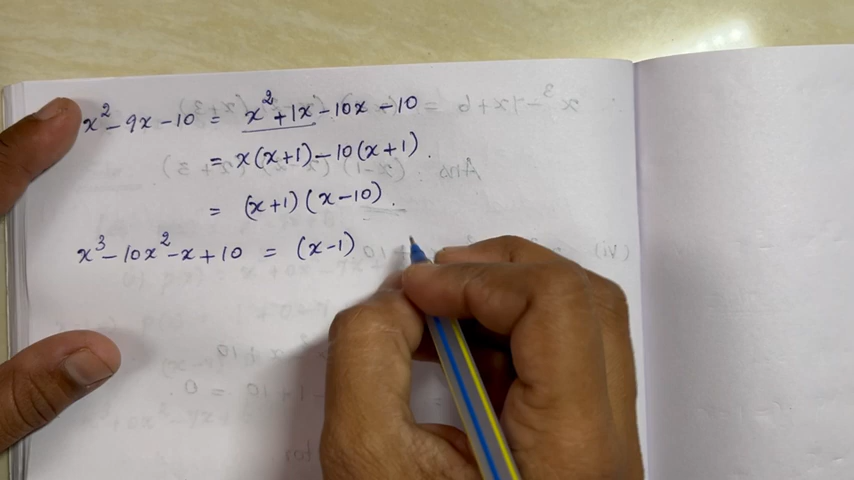 x² - 9x - 10 = x² + 1x - 10x - 10
= x(x+1) - 10(x+1).
= (x+1)(x-10).
x³ - 10x² - x + 10 = (x-1)